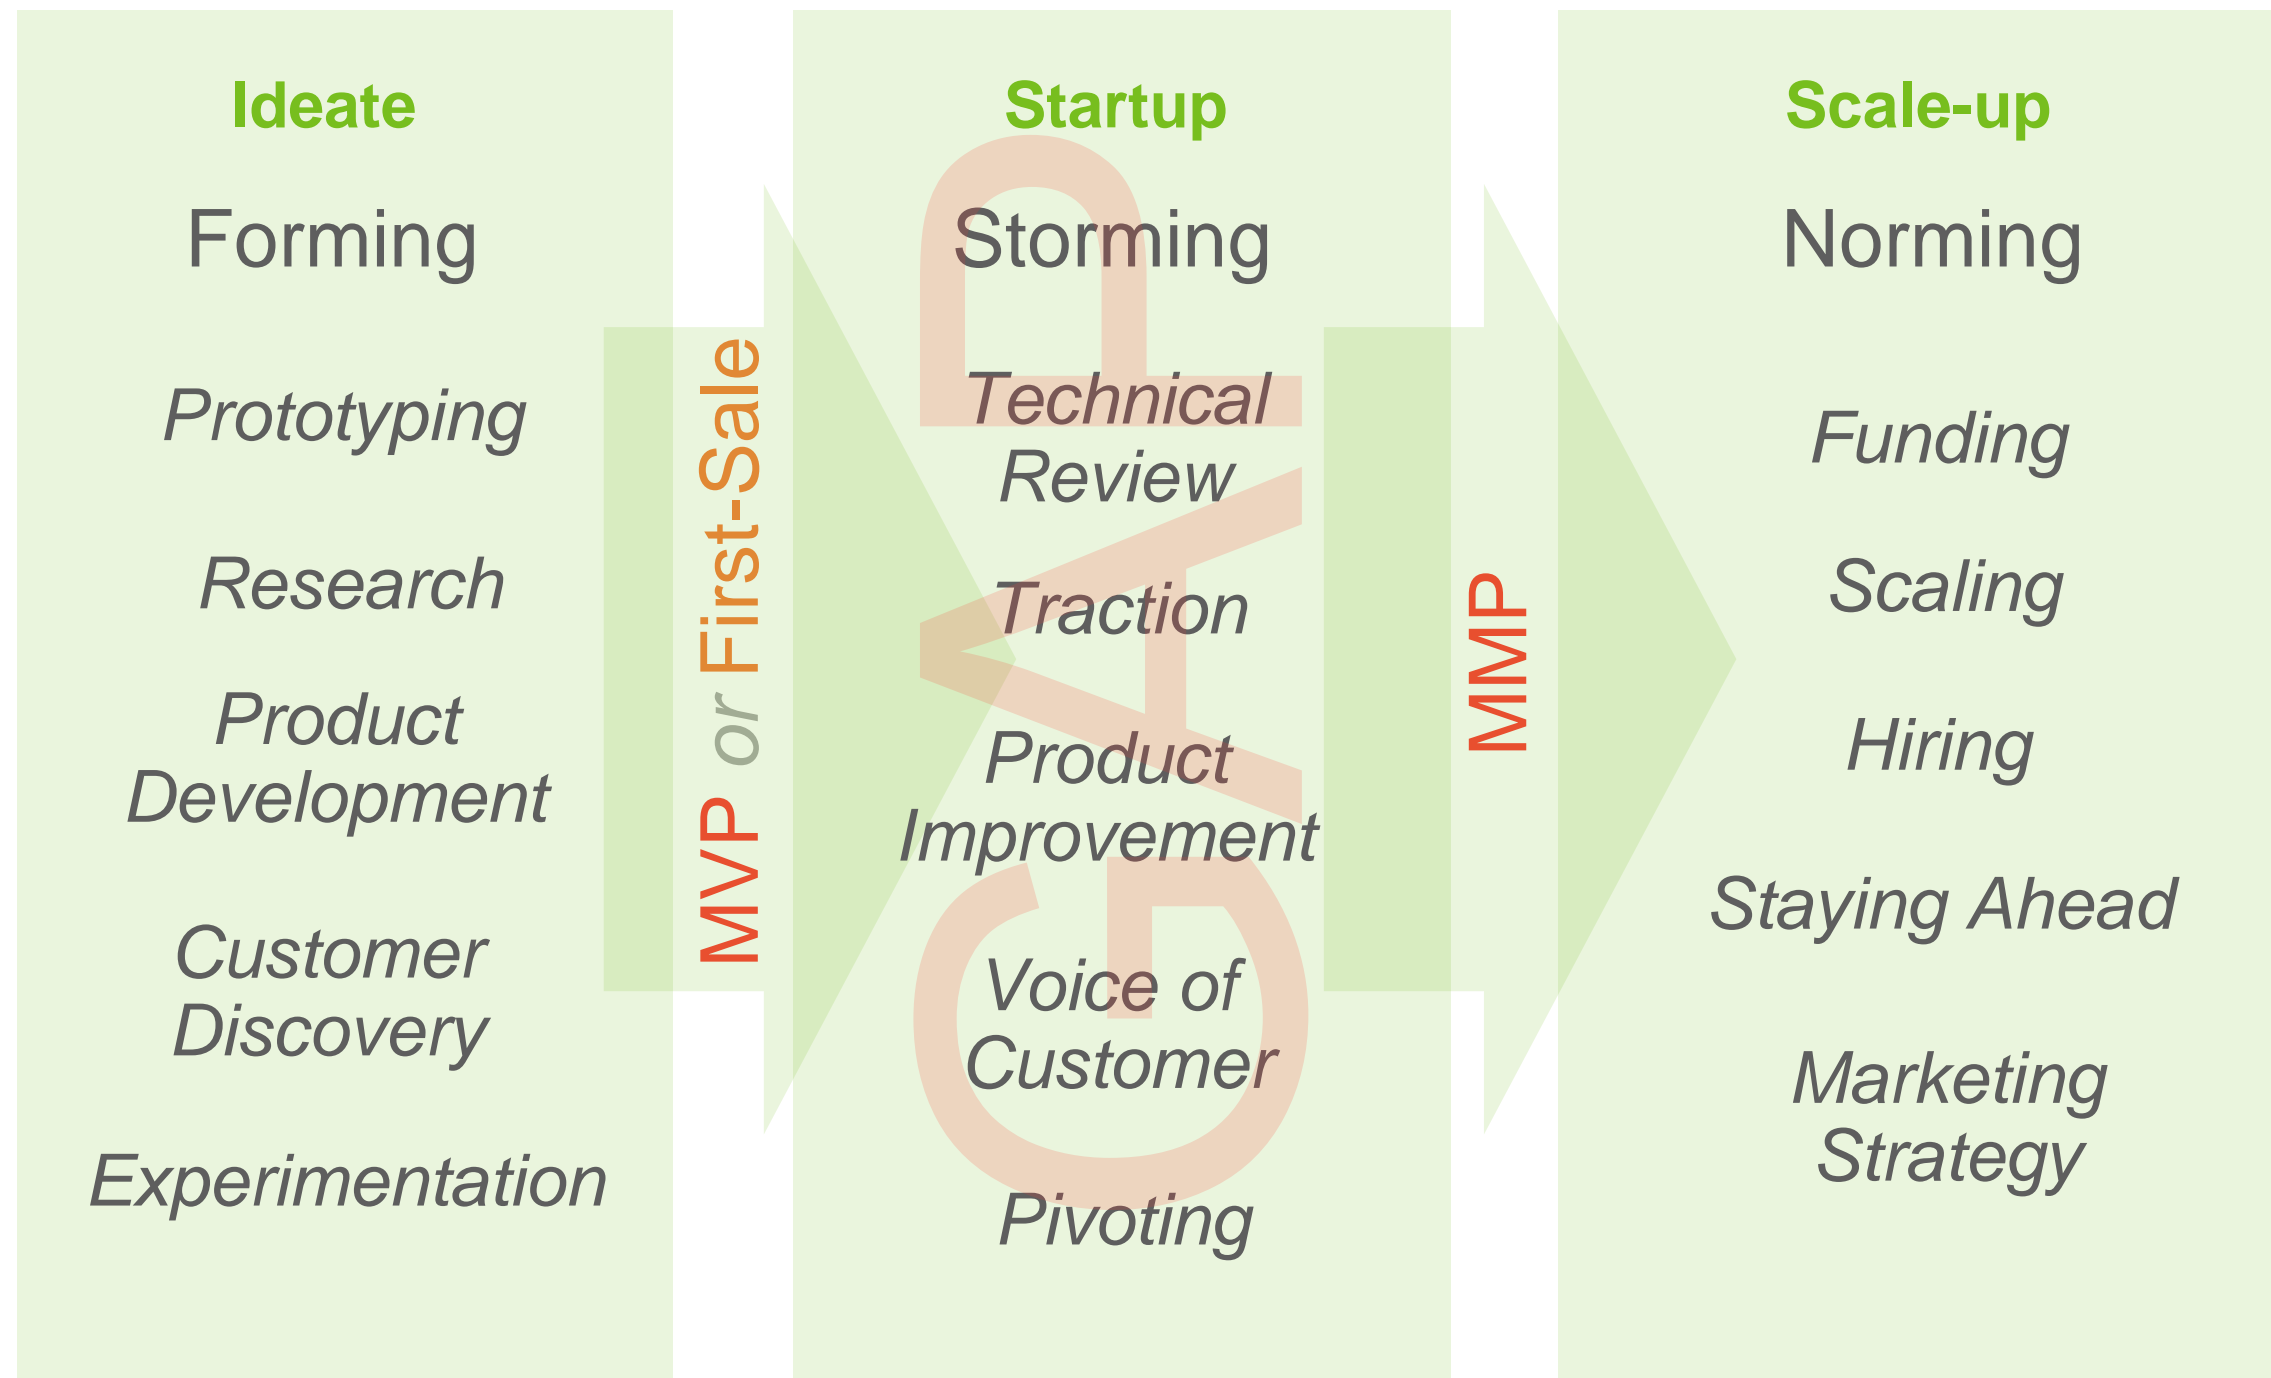 Ideate
Forming
Prototyping
Research
Product
Development
Customer
Discovery
Experimentation
MVP or First-Sale
Startup
Storming
Technical
Review
Traction
Product
Improvement
Voice of
Customer
Pivoting
GAP
MMP
Scale-up
Norming
Funding
Scaling
Hiring
Staying Ahead
Marketing
Strategy